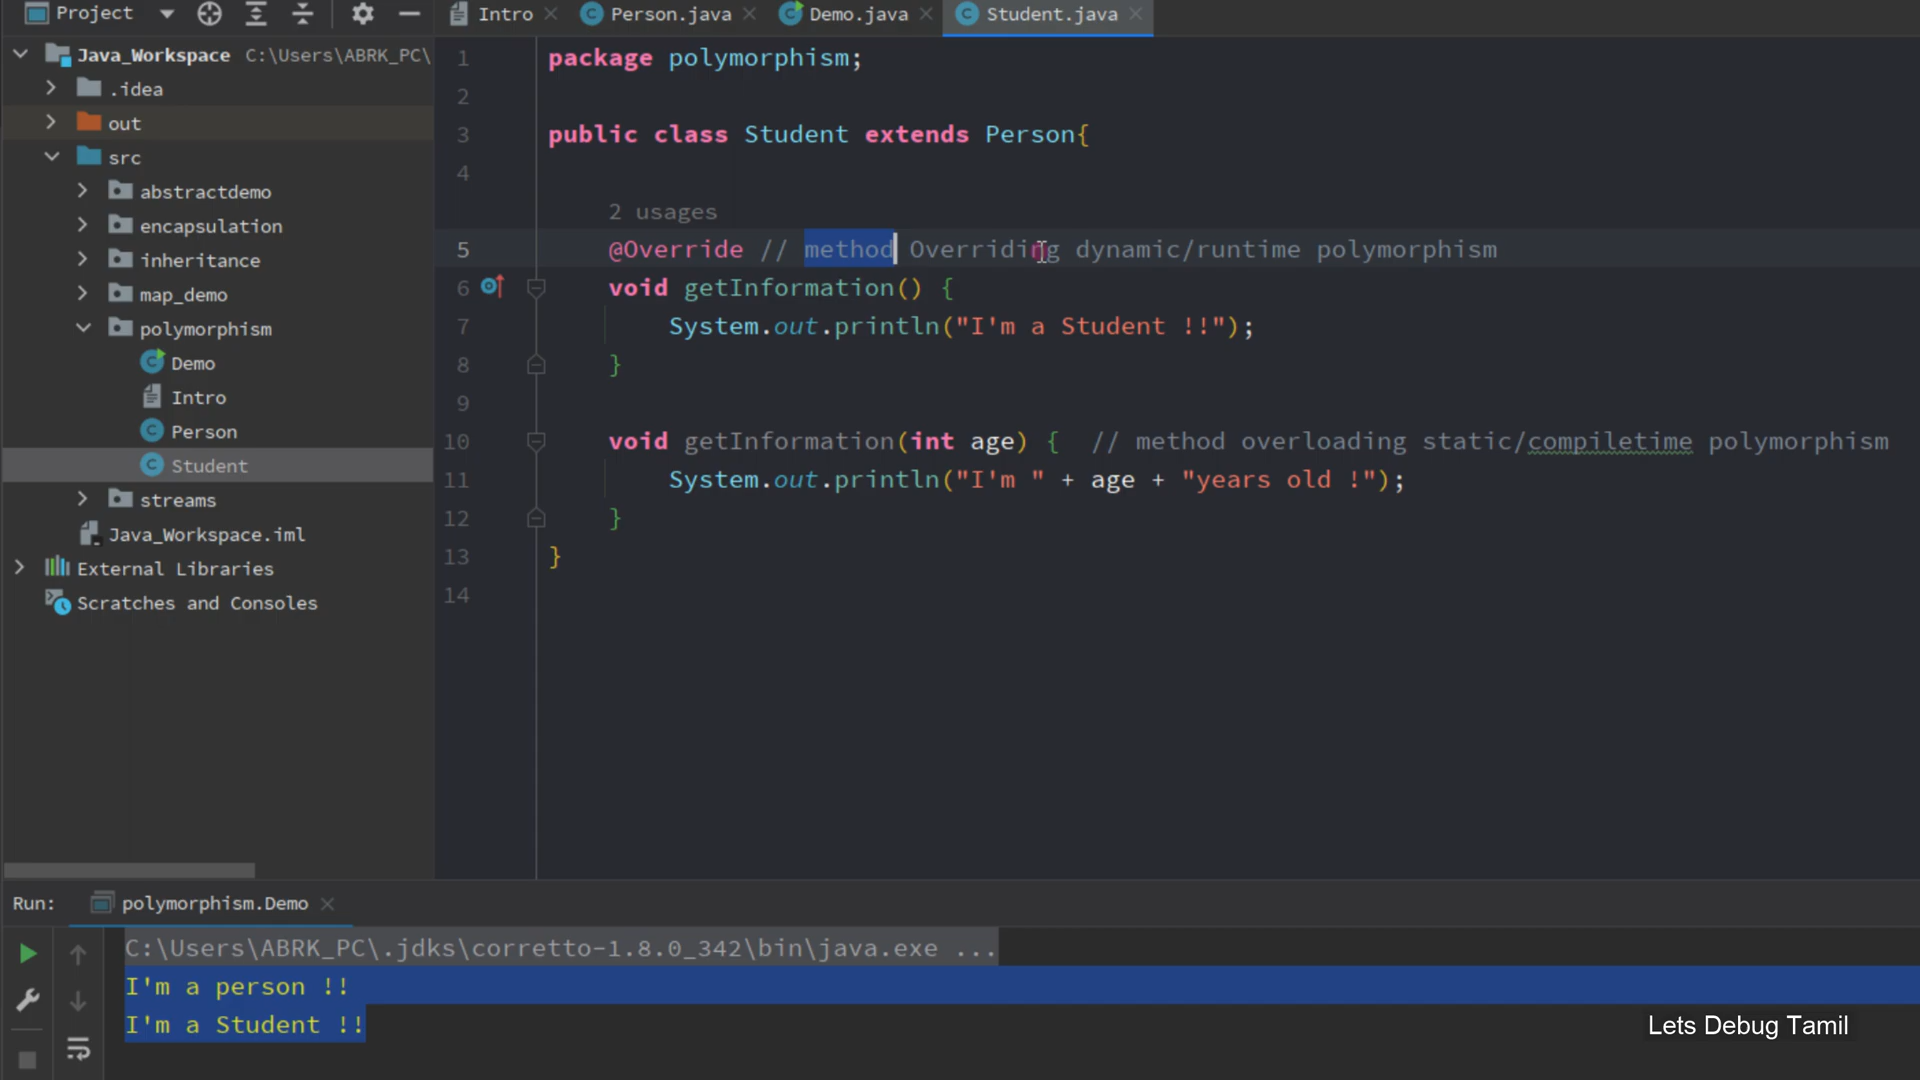 Project
Intro
Person.java
Demo.java
Student.java
Java_Workspace C:\Users\ABRK_PC\
.idea
out
src
abstractdemo
encapsulation
inheritance
map_demo
polymorphism
Demo
Intro
Person
Student
streams
Java_Workspace.iml
External Libraries
Scratches and Consoles
1 package polymorphism;
2
3 public class Student extends Person{
4
2 usages
5 @Override // method Overriding dynamic/runtime polymorphism
6 void getInformation() {
7 System.out.println("I'm a Student !!");
8 }
9
10 void getInformation(int age) { // method overloading static/compiletime polymorphism
11 System.out.println("I'm " + age + "years old !");
12 }
13 }
14
Run: polymorphism.Demo
C:\Users\ABRK_PC\.jdks\corretto-1.8.0_342\bin\java.exe ...
I'm a person !!
I'm a Student !!
Lets Debug Tamil